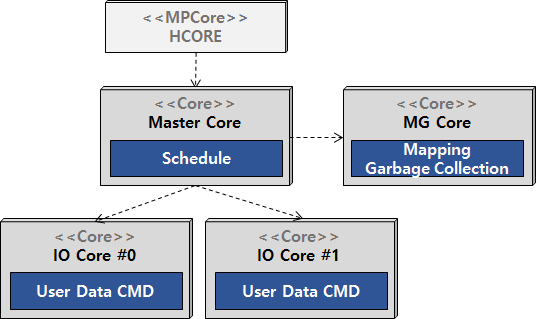 <<MPCore>>
HCORE
<<Core>>
Master Core
Schedule
<<Core>>
MG Core
Mapping
Garbage Collection
<<Core>>
IO Core #0
User Data CMD
<<Core>>
IO Core #1
User Data CMD